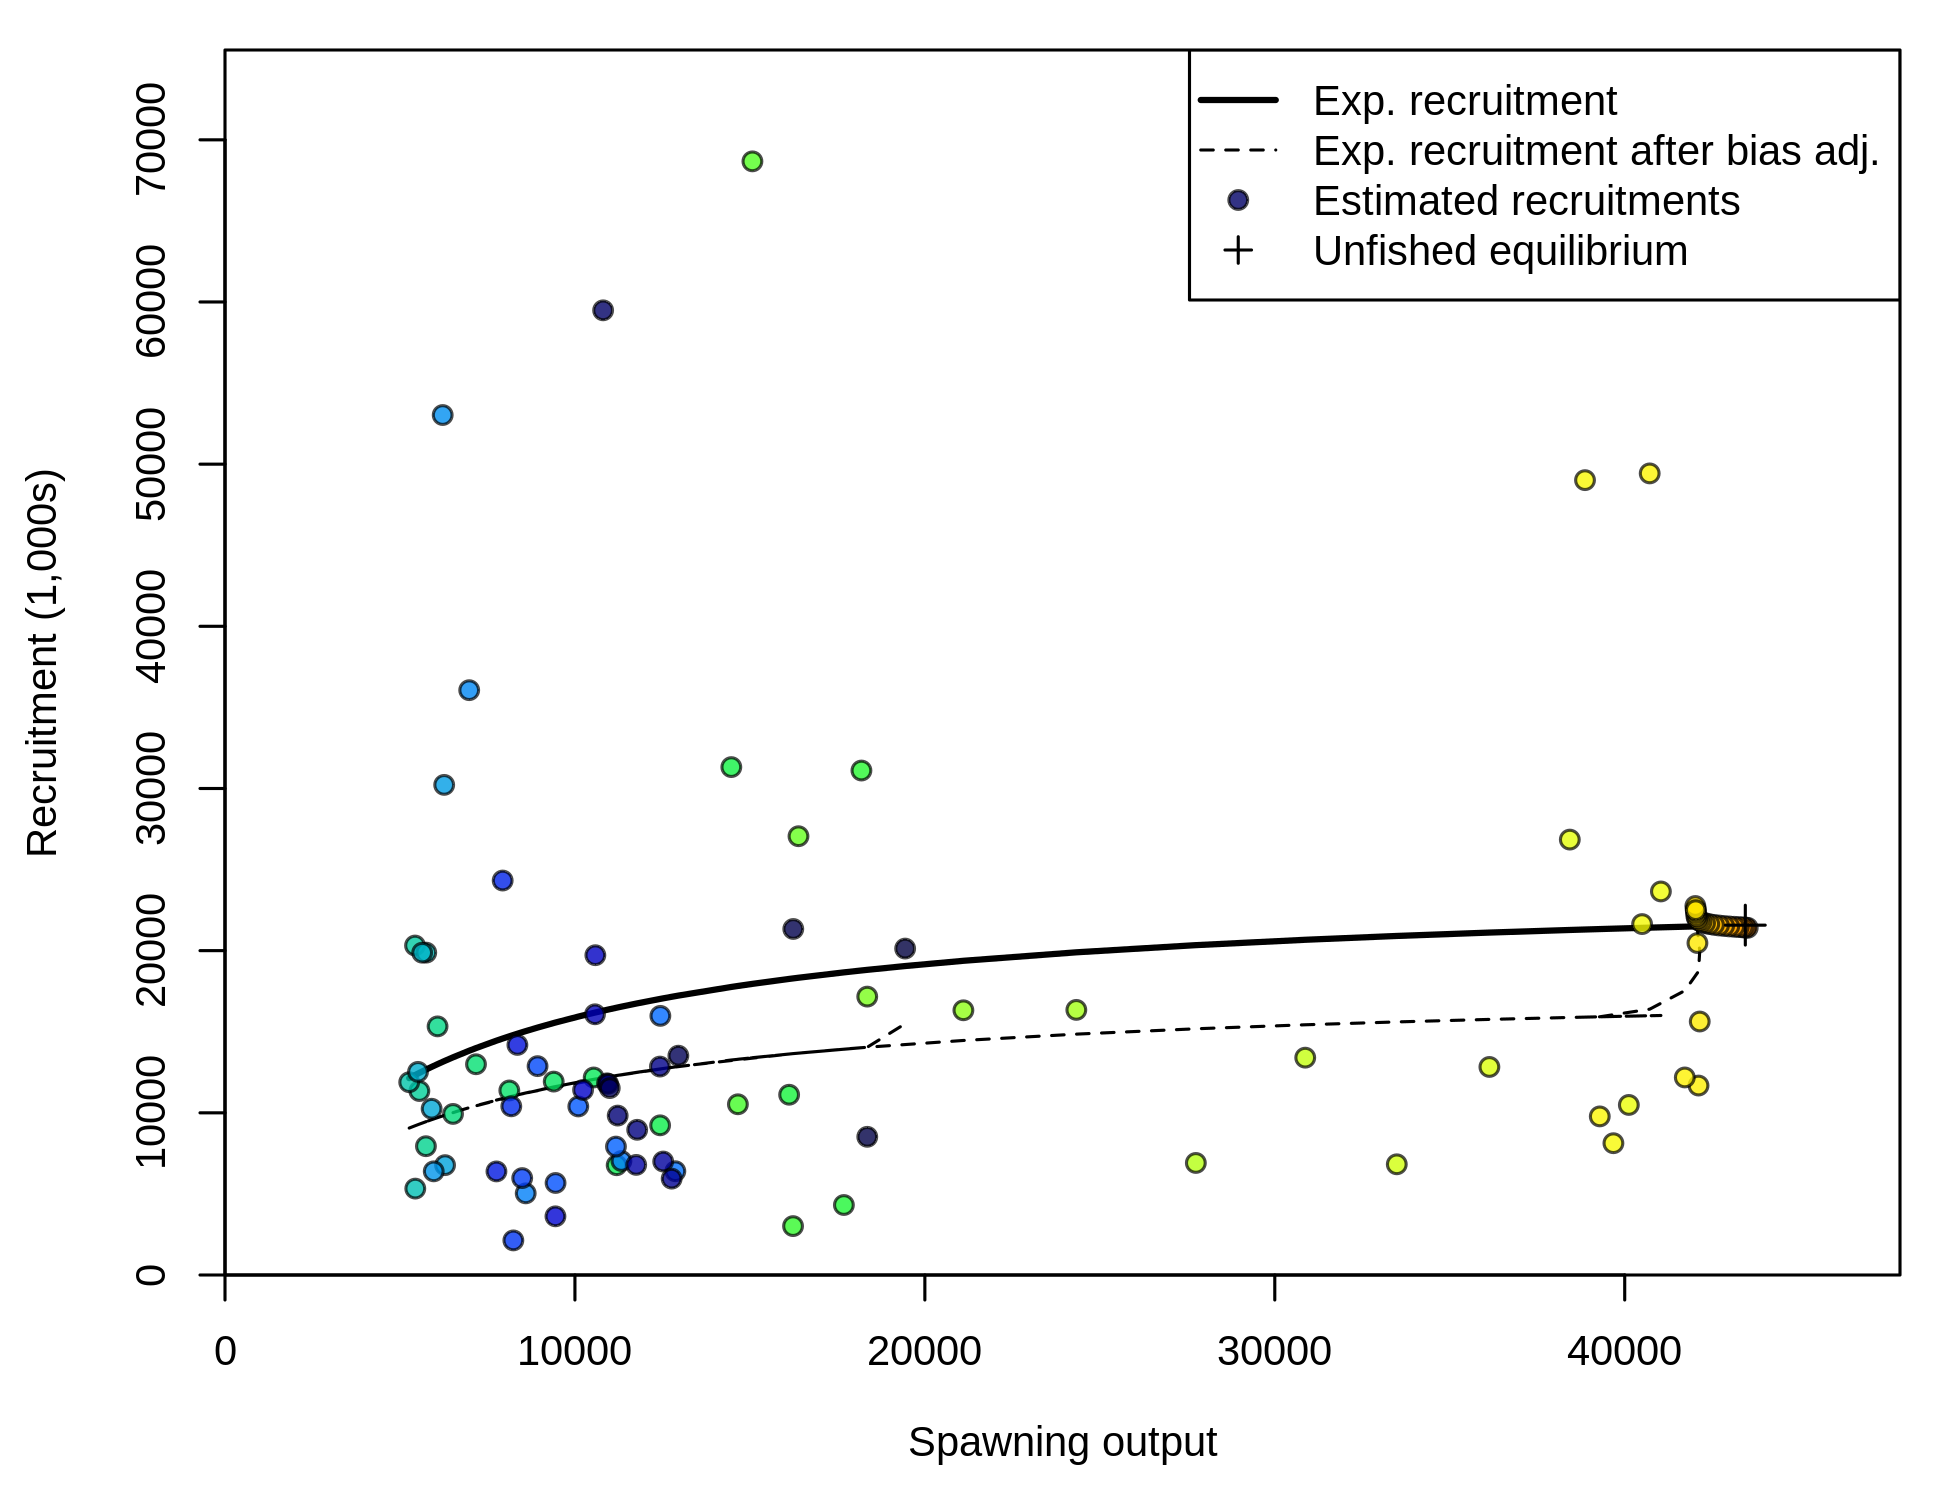 Exp. recruitment
Exp. recruitment after bias adj.
Estimated recruitments
Unfished equilibrium
Recruitment (1,000s)
70000
60000
50000
40000
30000
20000
10000
0
0 10000 20000 30000 40000
Spawning output